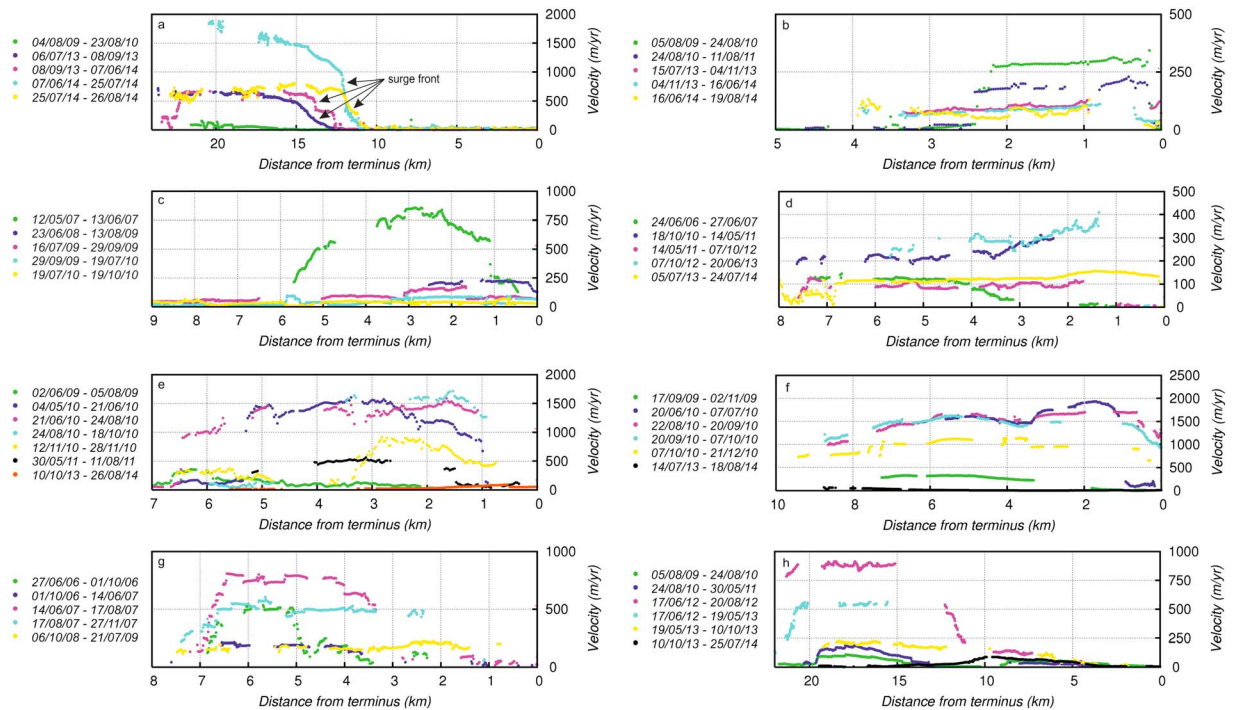 a
04/08/09 - 23/08/10
06/07/13 - 08/09/13
08/09/13 - 07/06/14
07/06/14 - 25/07/14
25/07/14 - 26/08/14
surge front
2000
1500
1000
500
0
Velocity (m/yr)
20 15 10 5 0
Distance from terminus (km)
b
05/08/09 - 24/08/10
24/08/10 - 11/08/11
15/07/13 - 04/11/13
04/11/13 - 16/06/14
16/06/14 - 19/08/14
500
250
0
Velocity (m/yr)
5 4 3 2 1 0
Distance from terminus (km)
c
12/05/07 - 13/06/07
23/06/08 - 13/08/09
16/07/09 - 29/09/09
29/09/09 - 19/07/10
19/07/10 - 19/10/10
1000
750
500
250
0
Velocity (m/yr)
9 8 7 6 5 4 3 2 1 0
Distance from terminus (km)
d
24/06/06 - 27/06/07
18/10/10 - 14/05/11
14/05/11 - 07/10/12
07/10/12 - 20/06/13
05/07/13 - 24/07/14
500
400
300
200
100
0
Velocity (m/yr)
8 7 6 5 4 3 2 1 0
Distance from terminus (km)
e
02/06/09 - 05/08/09
04/05/10 - 21/06/10
21/06/10 - 24/08/10
24/08/10 - 18/10/10
12/11/10 - 28/11/10
30/05/11 - 11/08/11
10/10/13 - 26/08/14
2000
1500
1000
500
0
Velocity (m/yr)
7 6 5 4 3 2 1 0
Distance from terminus (km)
f
17/09/09 - 02/11/09
20/06/10 - 07/07/10
22/08/10 - 20/09/10
20/09/10 - 07/10/10
07/10/10 - 21/12/10
14/07/13 - 18/08/14
2500
2000
1500
1000
500
0
Velocity (m/yr)
10 8 6 4 2 0
Distance from terminus (km)
g
27/06/06 - 01/10/06
01/10/06 - 14/06/07
14/06/07 - 17/08/07
17/08/07 - 27/11/07
06/10/08 - 21/07/09
1000
500
0
Velocity (m/yr)
8 7 6 5 4 3 2 1 0
Distance from terminus (km)
h
05/08/09 - 24/08/10
24/08/10 - 30/05/11
17/06/12 - 20/08/12
17/06/12 - 19/05/13
19/05/13 - 10/10/13
10/10/13 - 25/07/14
1000
750
500
250
0
Velocity (m/yr)
20 15 10 5 0
Distance from terminus (km)